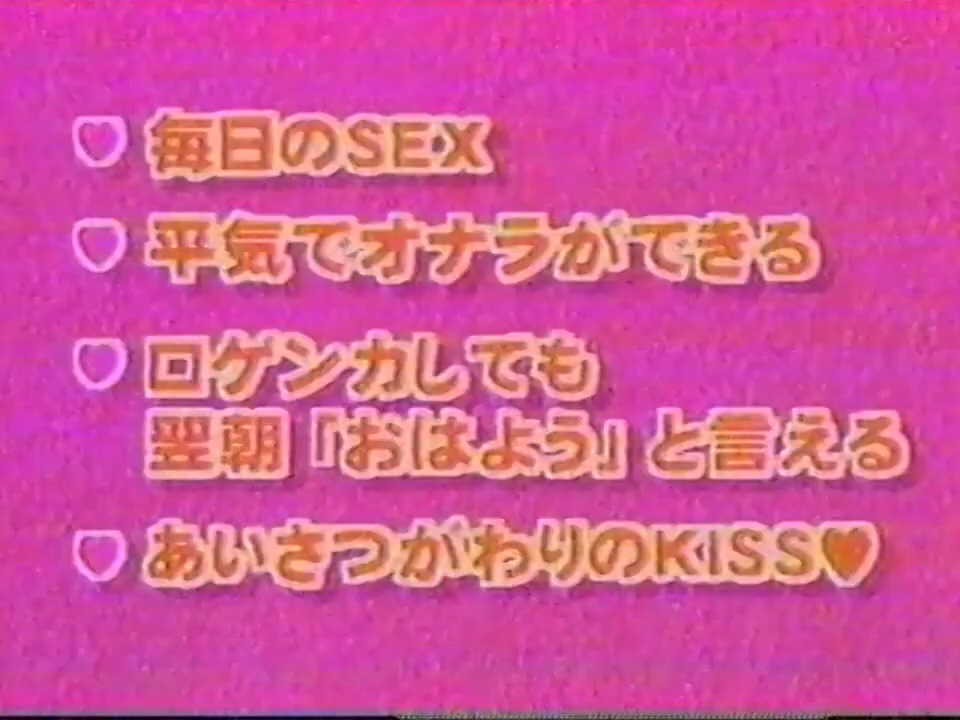 ♡ 毎日のSEX
♡ 平気でオナラができる
♡ 口ゲンカしても
翌朝「おはよう」と言える
♡ あいさつがわりのKISS♥